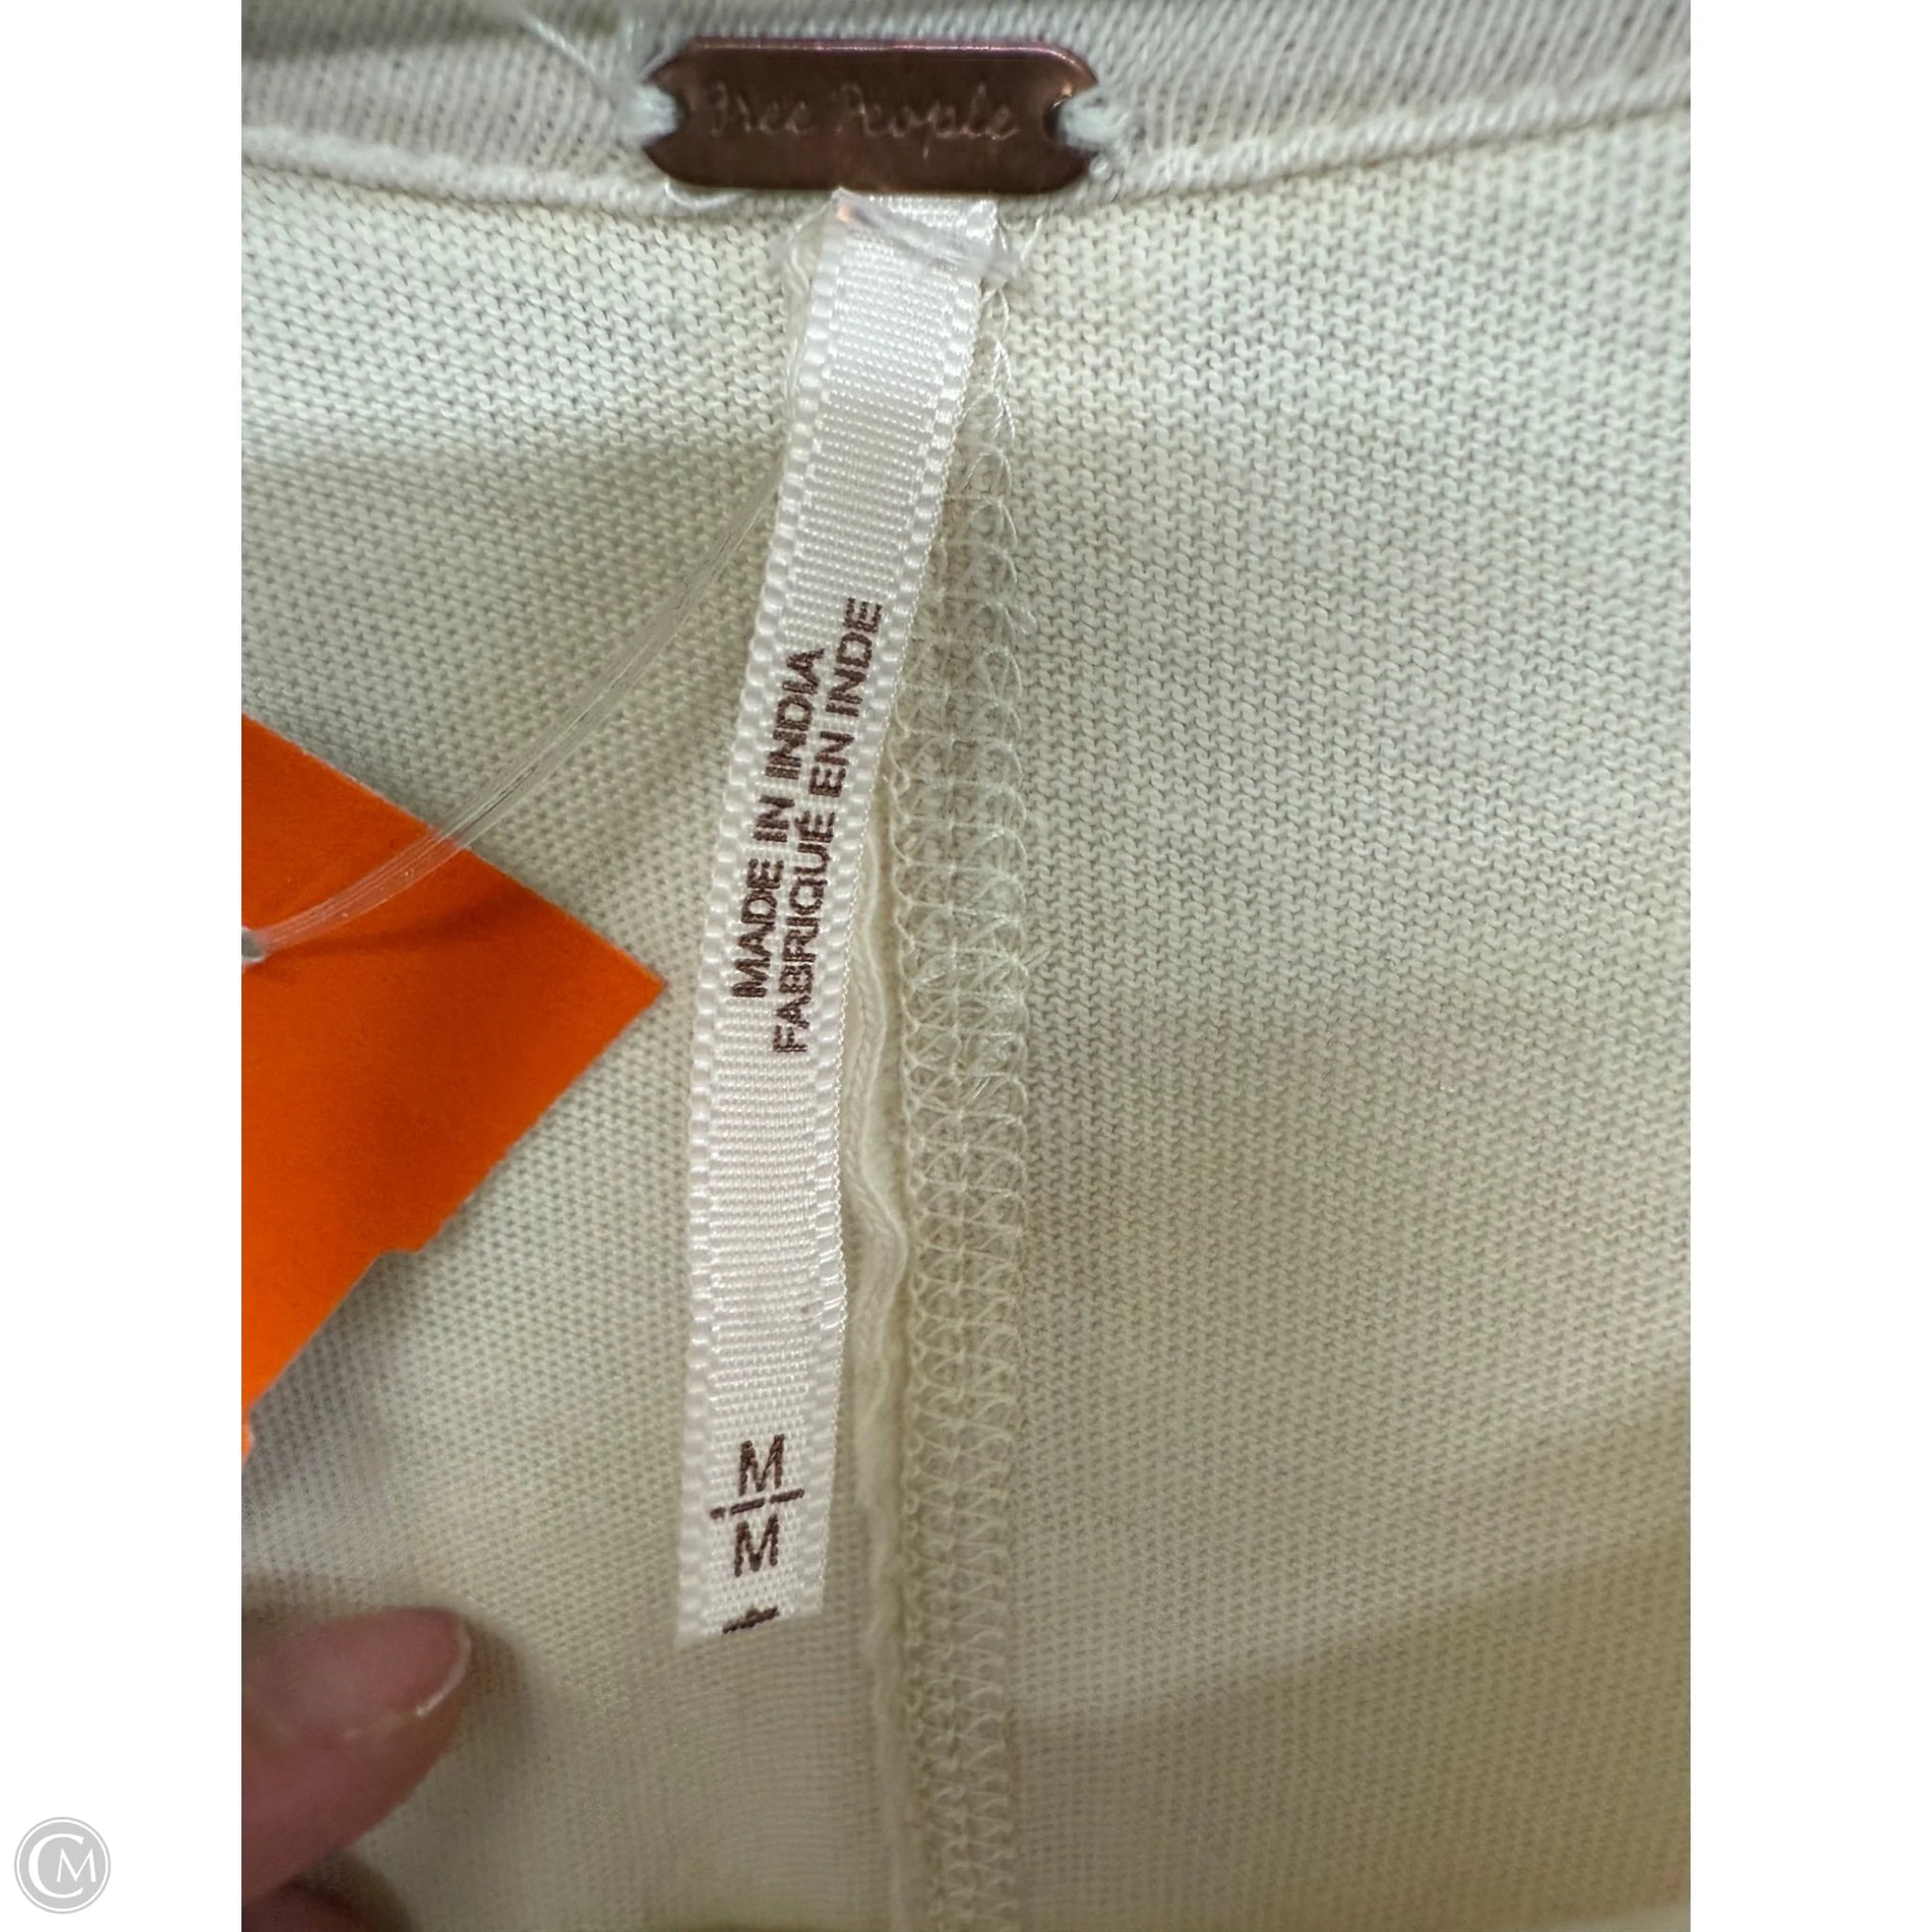 Free People
MADE IN INDIA
FABRIQUÉ EN INDE
M
M
CM